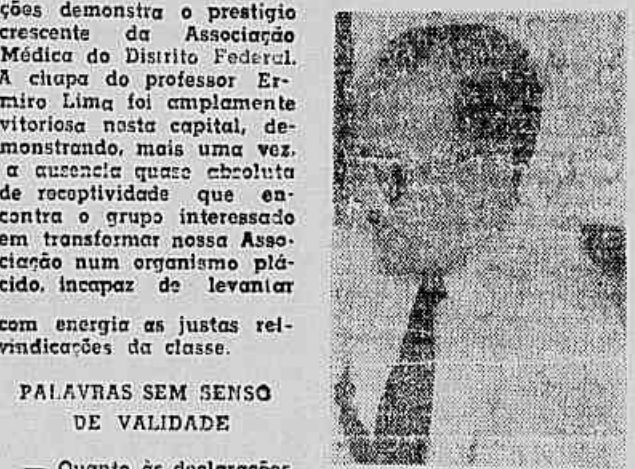 ções demonstra o prestígio
crescente da Associação
Médica do Distrito Federal.
A chapa do professor Er-
miro Lima foi amplamente
vitoriosa nesta capital, de-
monstrando, mais uma vez,
a ausencia quase absoluta
de receptividade que en-
contra o grupo interessado
em transformar nossa Asso-
ciação num organismo plá-
cido, incapaz de levantar
com energia as justas rei-
vindicações da classe.
PALAVRAS SEM SENSO
DE VALIDADE
— Quanto às declarações